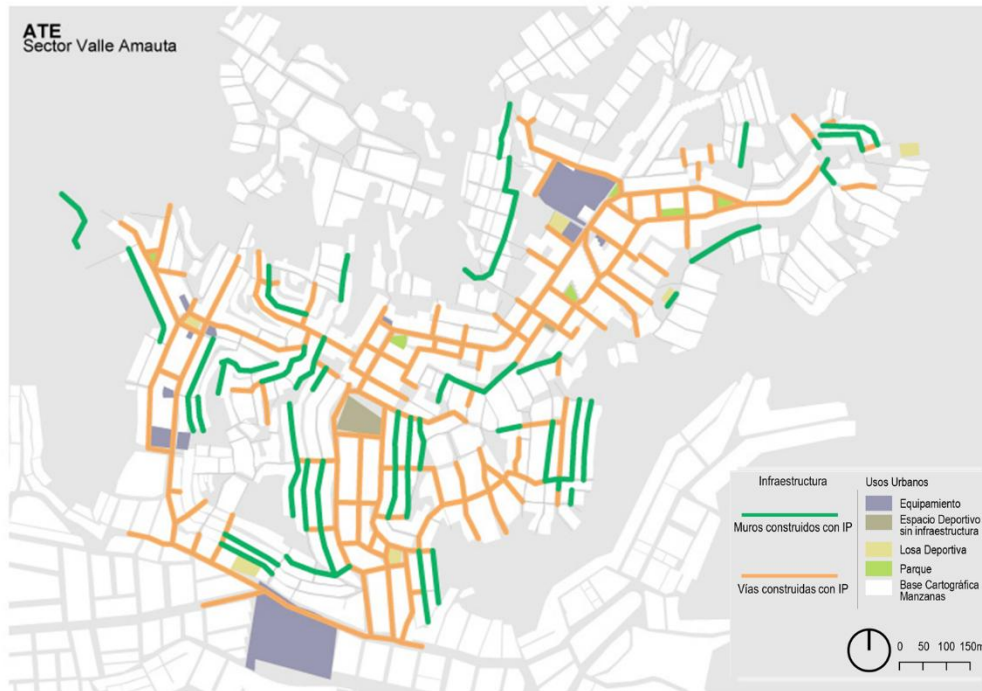 ATE
Sector Valle Amauta
Infraestructura
Muros construidos con IP
Vías construidas con IP
Usos Urbanos
Equipamiento
Espacio Deportivo
sin infraestructura
Losa Deportiva
Parque
Base Cartográfica
Manzanas
0 50 100 150m